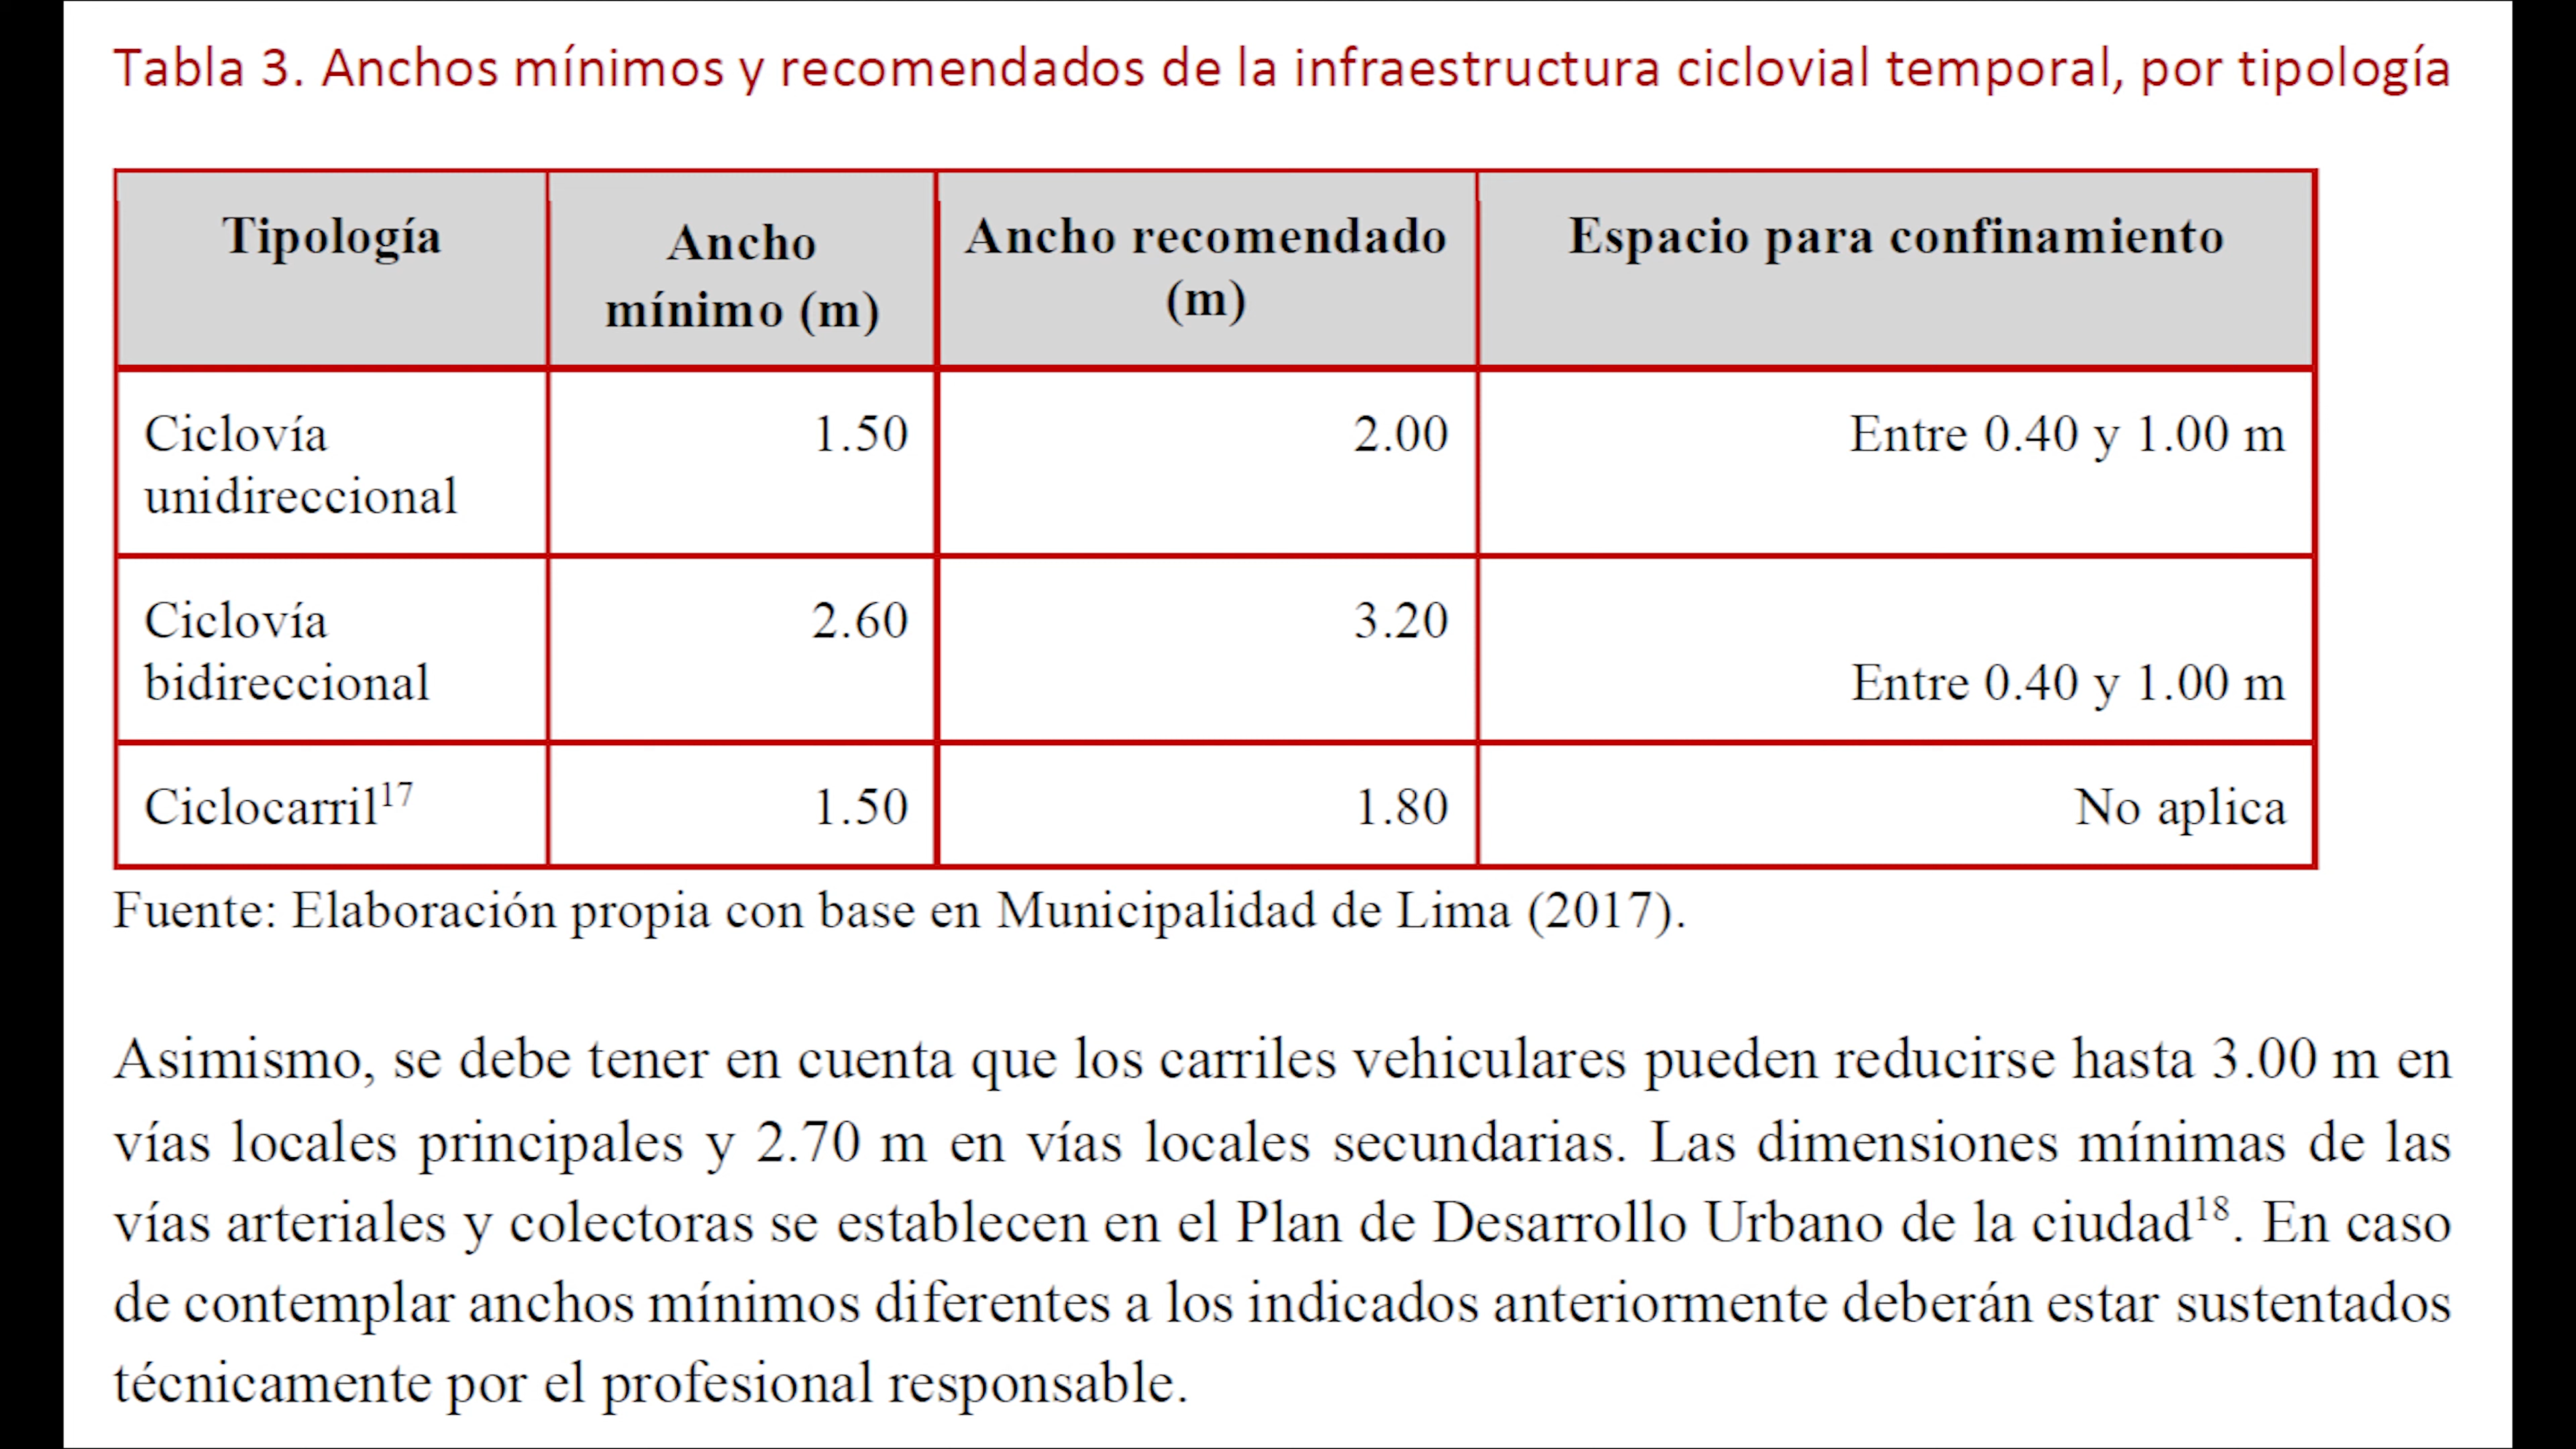 Tabla 3. Anchos mínimos y recomendados de la infraestructura ciclovial temporal, por tipología
Tipología
Ancho
mínimo (m)
Ancho recomendado
(m)
Espacio para confinamiento
Ciclovía
unidireccional
1.50
2.00
Entre 0.40 y 1.00 m
Ciclovía
bidireccional
2.60
3.20
Entre 0.40 y 1.00 m
Ciclocarril¹⁷
1.50
1.80
No aplica
Fuente: Elaboración propia con base en Municipalidad de Lima (2017).
Asimismo, se debe tener en cuenta que los carriles vehiculares pueden reducirse hasta 3.00 m en
vías locales principales y 2.70 m en vías locales secundarias. Las dimensiones mínimas de las
vías arteriales y colectoras se establecen en el Plan de Desarrollo Urbano de la ciudad¹⁸. En caso
de contemplar anchos mínimos diferentes a los indicados anteriormente deberán estar sustentados
técnicamente por el profesional responsable.